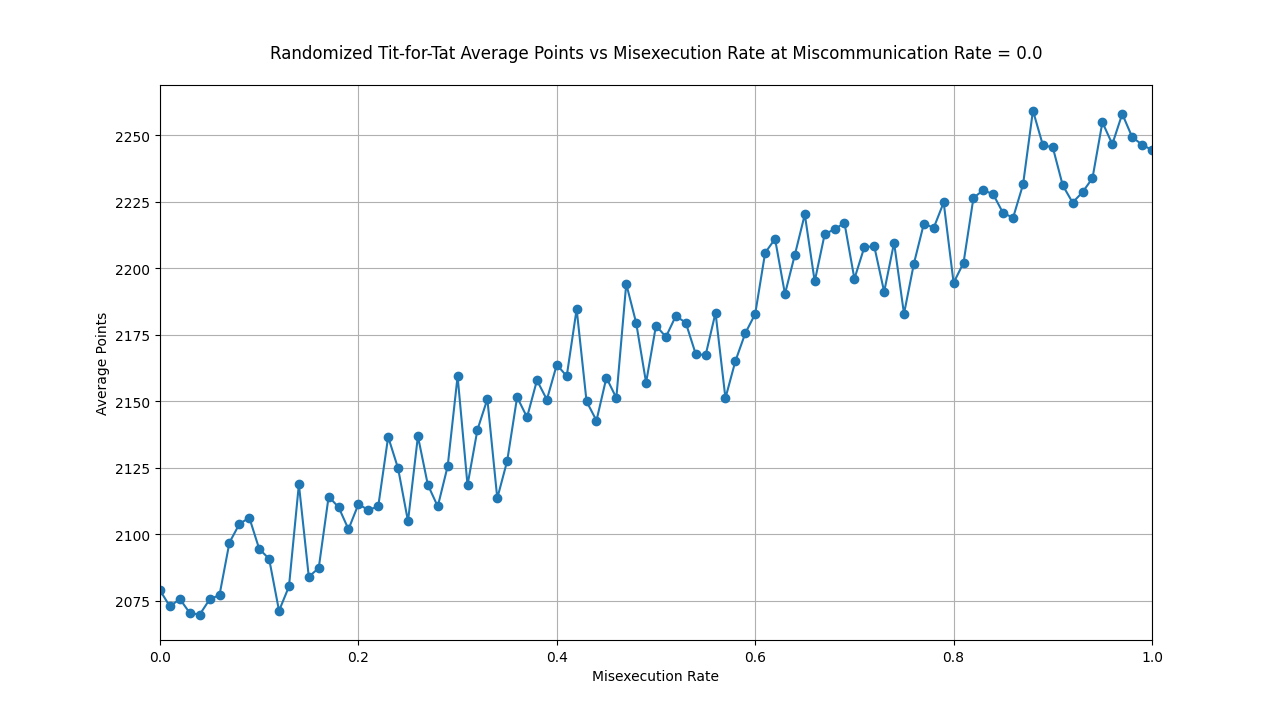 Randomized Tit-for-Tat Average Points vs Misexecution Rate at Miscommunication Rate = 0.0
2250
2225
2200
2175
2150
2125
2100
2075
Average Points
0.0 0.2 0.4 0.6 0.8 1.0
Misexecution Rate